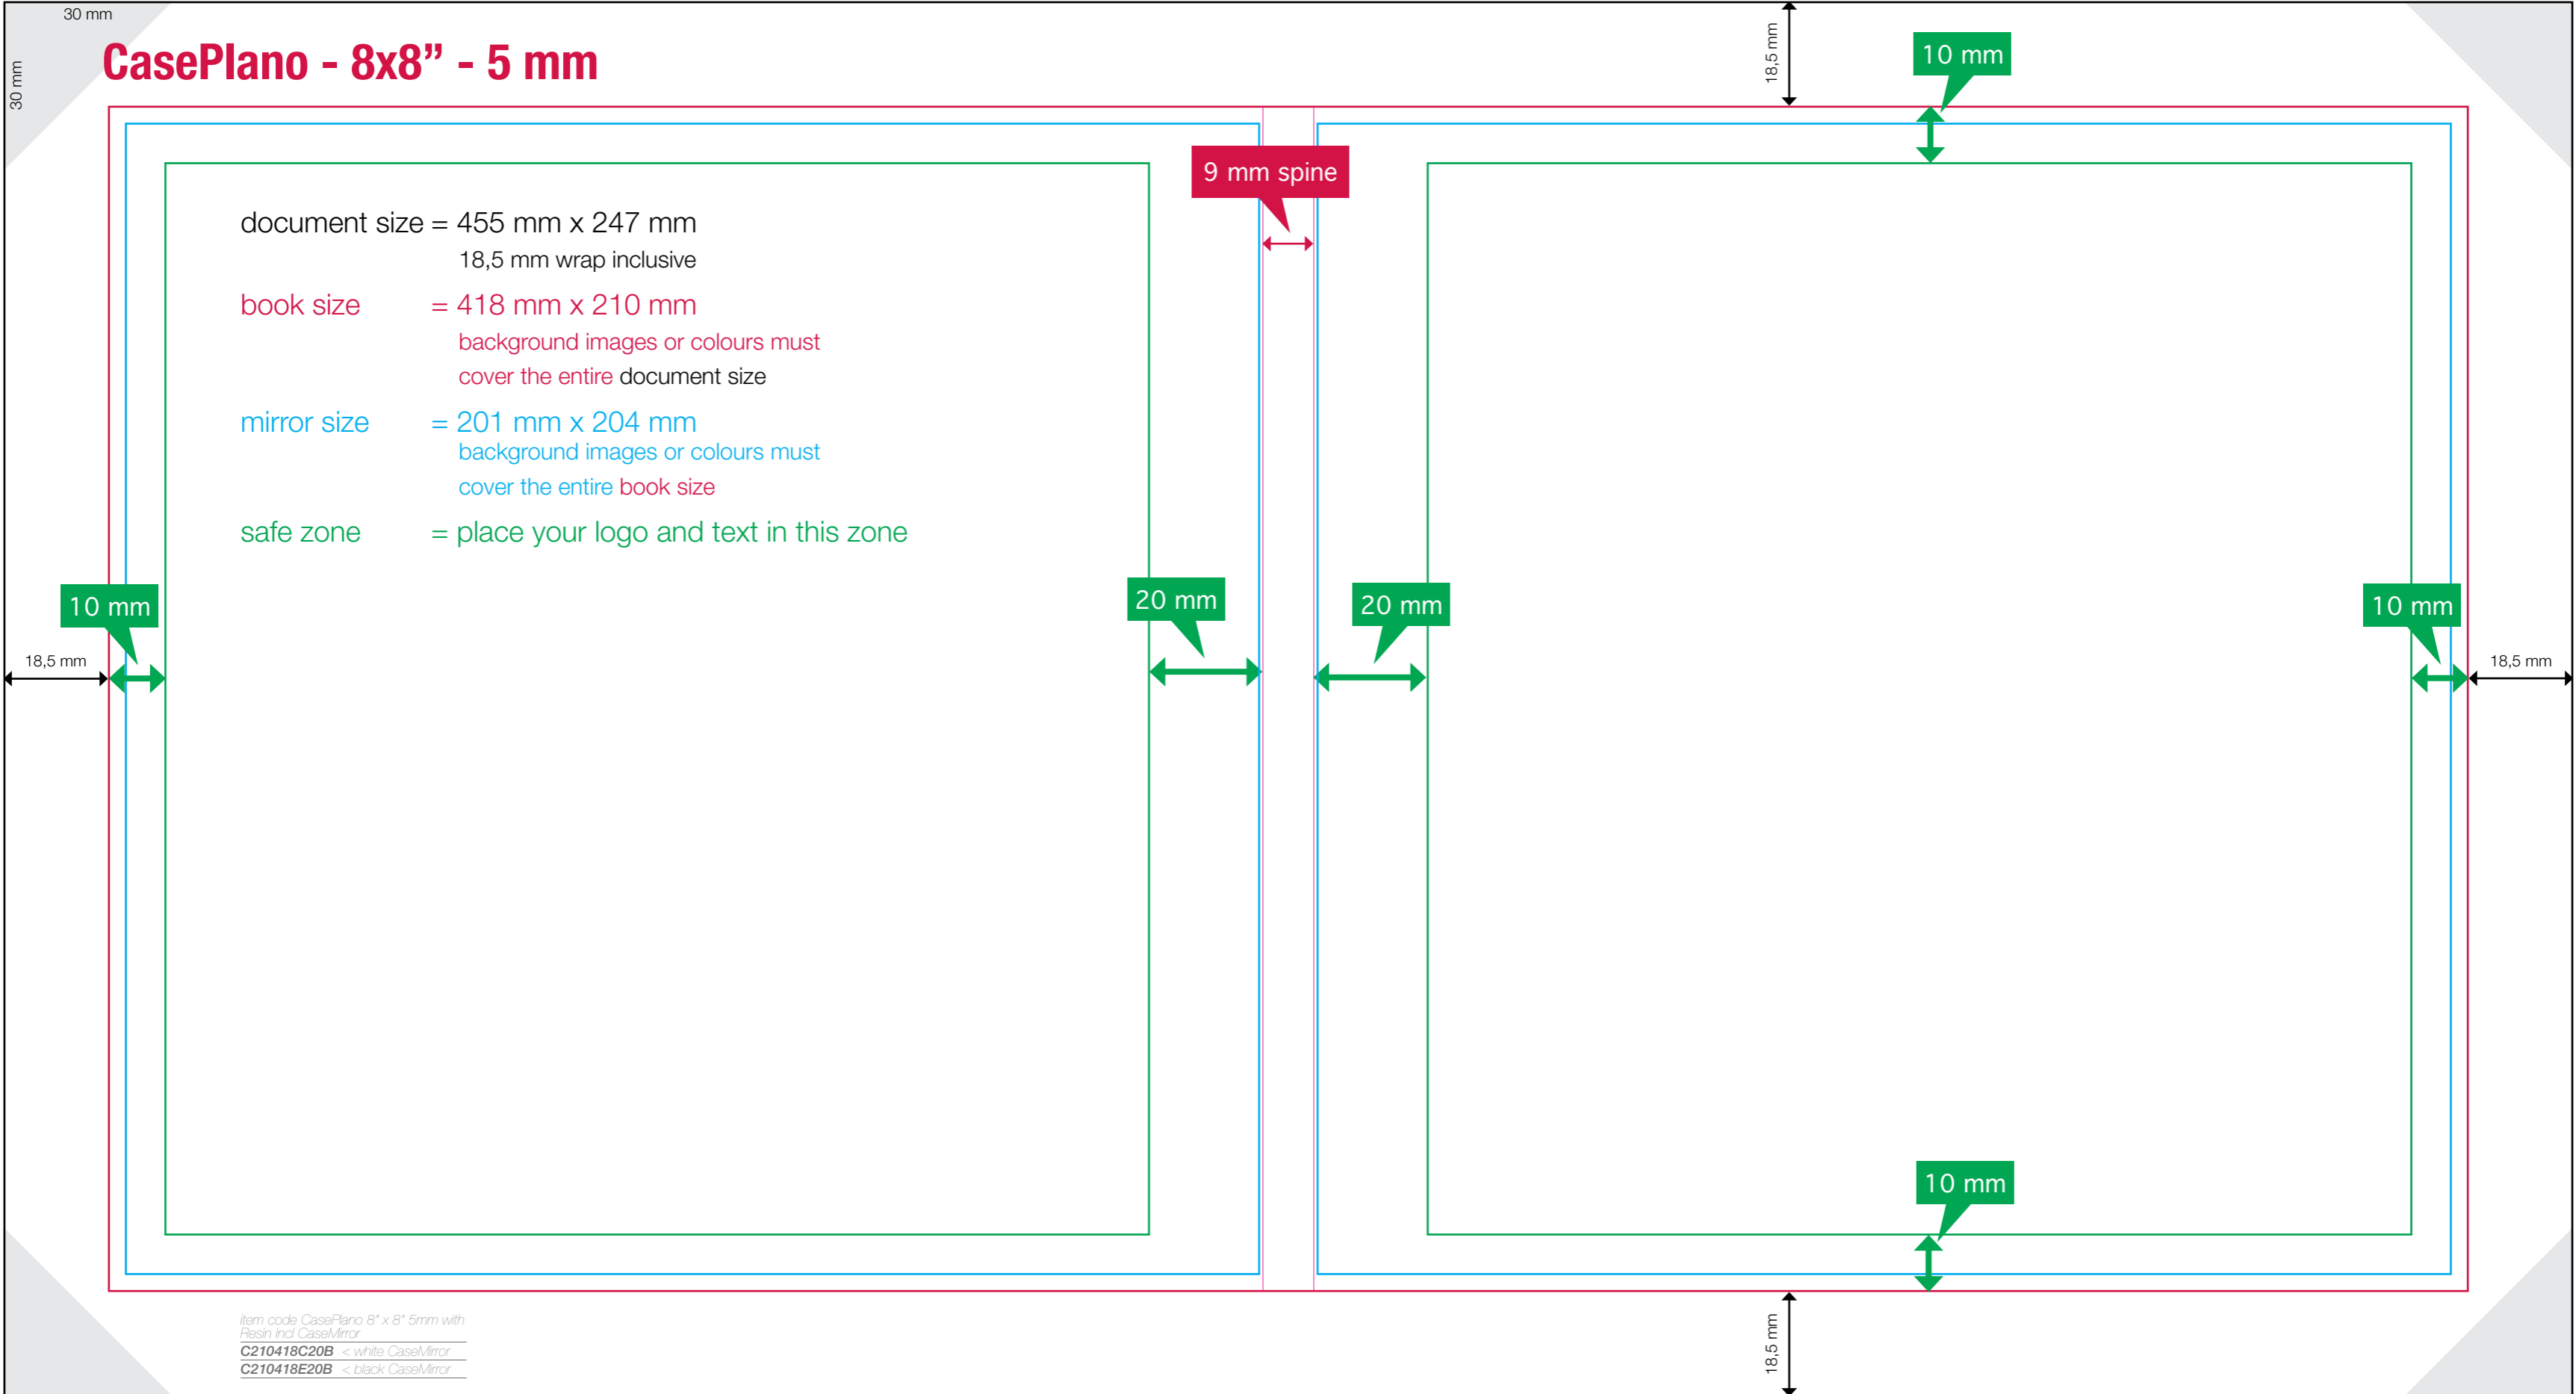 30 mm
30 mm
CasePlano - 8x8” - 5 mm
18,5 mm
10 mm
9 mm spine
document size = 455 mm x 247 mm
18,5 mm wrap inclusive
book size = 418 mm x 210 mm
background images or colours must
cover the entire document size
mirror size = 201 mm x 204 mm
background images or colours must
cover the entire book size
safe zone = place your logo and text in this zone
10 mm
20 mm
20 mm
10 mm
18,5 mm
18,5 mm
10 mm
item code CasePlano 8" x 8" 5mm with
Resin Incl CaseMirror
C210418C20B < white CaseMirror
C210418E20B < black CaseMirror
18,5 mm